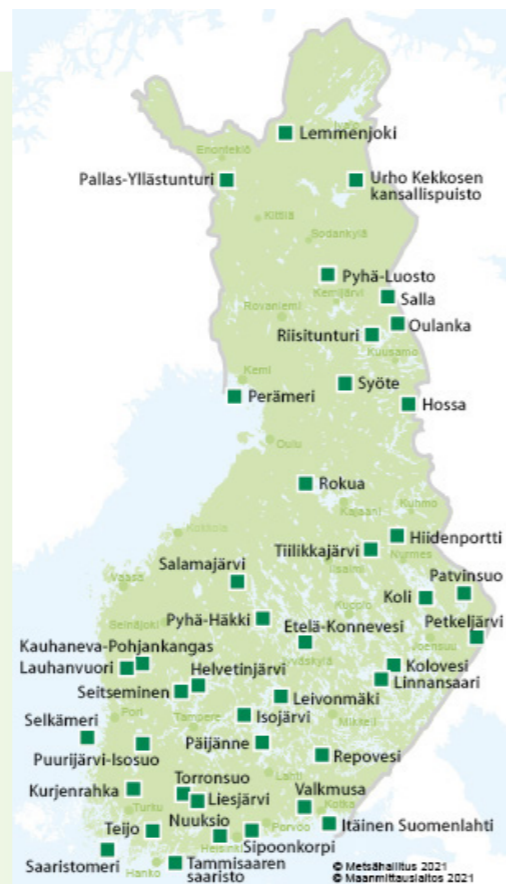 Ivalo
Lemmenjoki
Enontekiö
Pallas-Yllästunturi
Urho Kekkosen
kansallispuisto
Kittilä
Sodankylä
Pyhä-Luosto
Kemijärvi
Salla
Rovaniemi
Oulanka
Riisitunturi
Kuusamo
Kemi
Syöte
Perämeri
Hossa
Oulu
Rokua
Kajaani
Kuhmo
Kokkola
Hiidenportti
Tiilikkajärvi
Nurmes
Iisalmi
Salamajärvi
Patvinsuo
Vaasa
Koli
Kuopio
Pyhä-Häkki
Seinäjoki
Etelä-Konnevesi
Petkeljärvi
Joensuu
Kauhaneva-Pohjankangas
Jyväskylä
Lauhanvuori
Helvetinjärvi
Kolovesi
Linnansaari
Seitseminen
Leivonmäki
Selkämeri
Pori
Tampere
Isojärvi
Mikkeli
Puurijärvi-Isosuo
Päijänne
Repovesi
Torronsuo
Lahti
Kurjenrahka
Liesjärvi
Valkmusa
Turku
Kotka
Nuuksio
Porvoo
Teijo
Itäinen Suomenlahti
Helsinki
Sipoonkorpi
Saaristomeri
Hanko
Tammisaaren
saaristo
© Metsähallitus 2021
© Maanmittauslaitos 2021